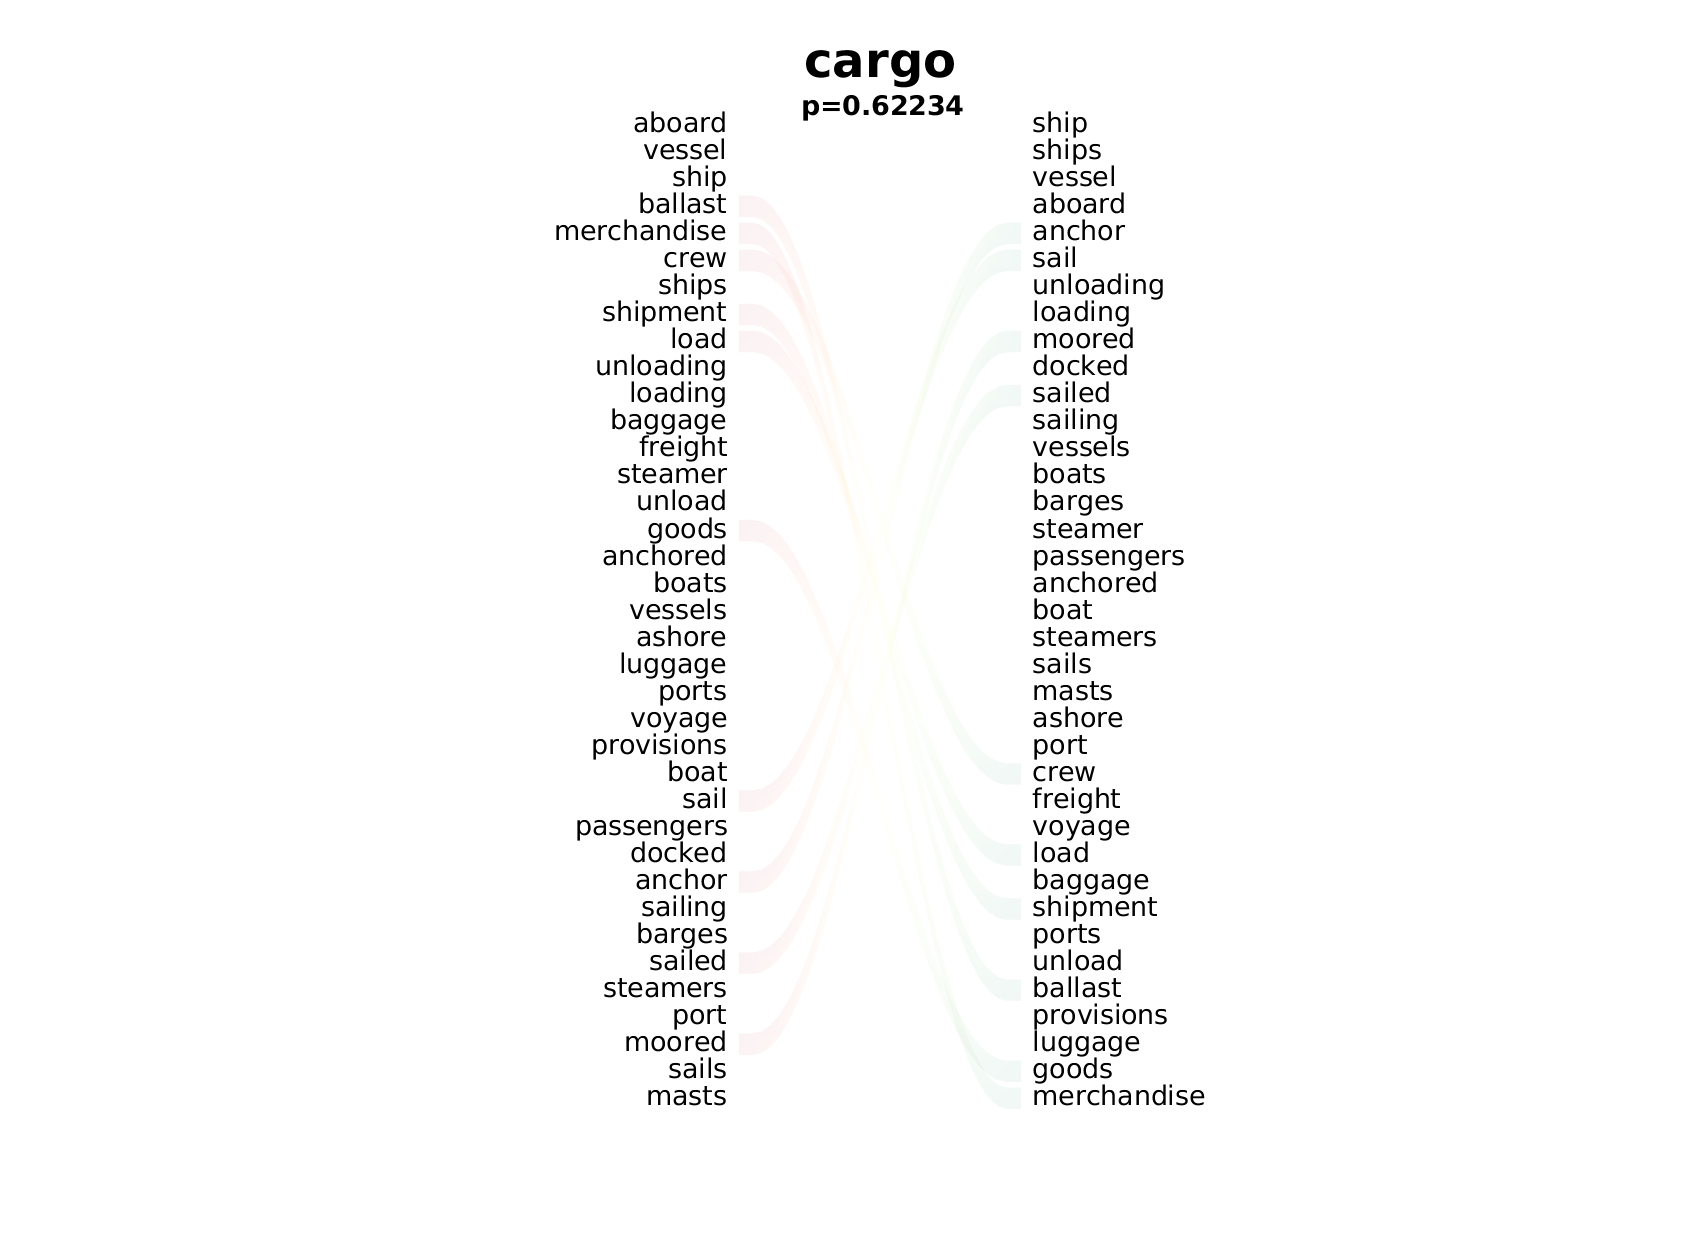 cargo
p=0.62234
aboard ship
vessel ships
ship vessel
ballast aboard
merchandise anchor
crew sail
ships unloading
shipment loading
load moored
unloading docked
loading sailed
baggage sailing
freight vessels
steamer boats
unload barges
goods steamer
anchored passengers
boats anchored
vessels boat
ashore steamers
luggage sails
ports masts
voyage ashore
provisions port
boat crew
sail freight
passengers voyage
docked load
anchor baggage
sailing shipment
barges ports
sailed unload
steamers ballast
port provisions
moored luggage
sails goods
masts merchandise